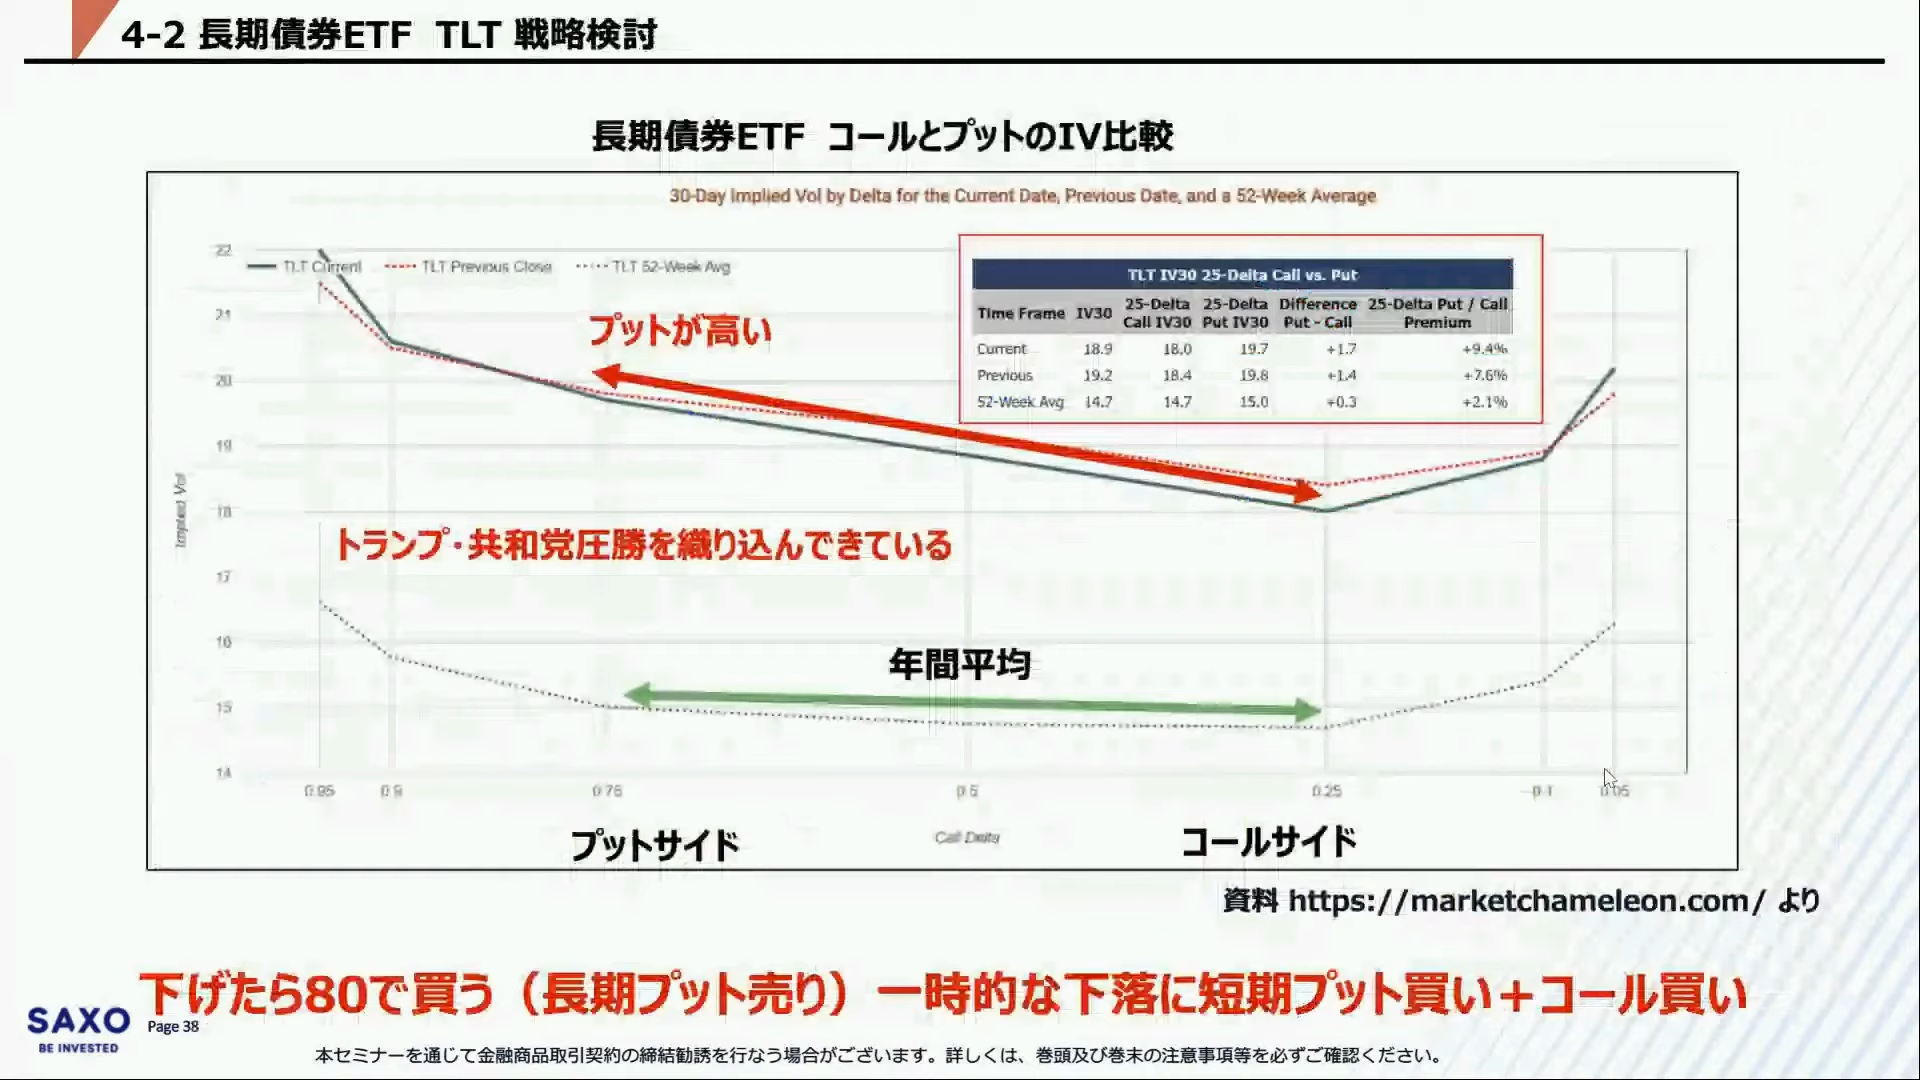 4-2 長期債券ETF TLT 戦略検討
長期債券ETF コールとプットのIV比較
30-Day Implied Vol by Delta for the Current Date, Previous Date, and a 52-Week Average
TLT Current TLT Previous Close TLT 52-Week Avg
TLT IV30 25-Delta Call vs. Put
Time Frame IV30 25-Delta Call IV30 25-Delta Put IV30 Difference Put - Call 25-Delta Put / Call Premium
Current 18.9 18.0 19.7 +1.7 +9.4%
Previous 19.2 18.4 19.8 +1.4 +7.6%
52-Week Avg 14.7 14.7 15.0 +0.3 +2.1%
プットが高い
トランプ・共和党圧勝を織り込んできている
年間平均
Implied Vol
22
21
20
19
18
17
16
15
14
0.95 0.9 0.75 0.5 0.25 0.1 0.05
Call Delta
プットサイド
コールサイド
資料 https://marketchameleon.com/ より
下げたら80で買う（長期プット売り）一時的な下落に短期プット買い＋コール買い
SAXO
BE INVESTED
Page 38
本セミナーを通じて金融商品取引契約の締結勧誘を行なう場合がございます。詳しくは、巻頭及び巻末の注意事項等を必ずご確認ください。